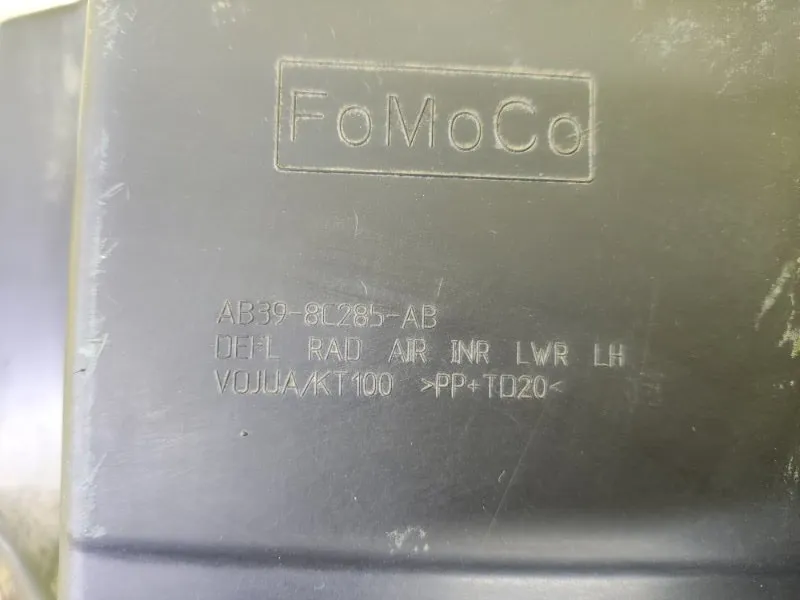 FoMoCo
AB39-8C285-AB
DEFL RAD AIR INR LWR LH
VOJUA/KT100 >PP+TD20<